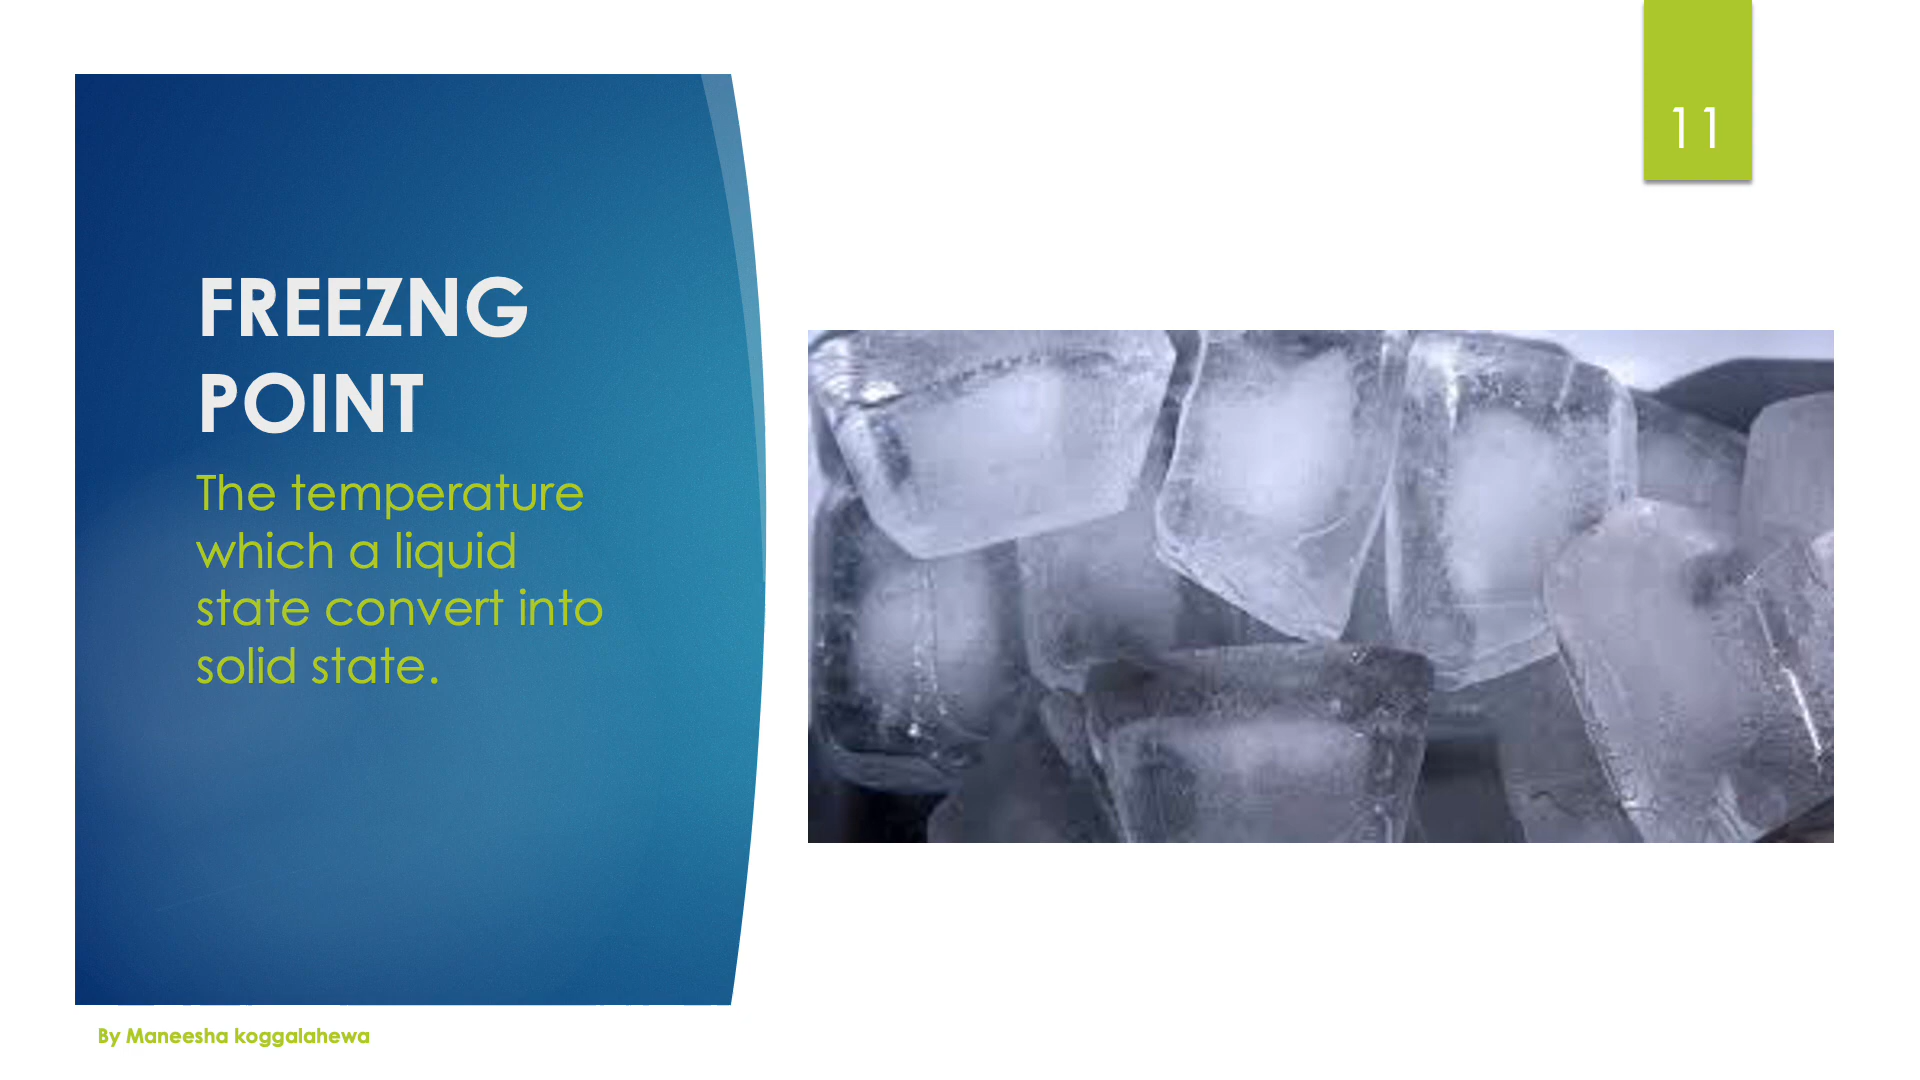 11
FREEZNG
POINT
The temperature
which a liquid
state convert into
solid state.
By Maneesha koggalahewa